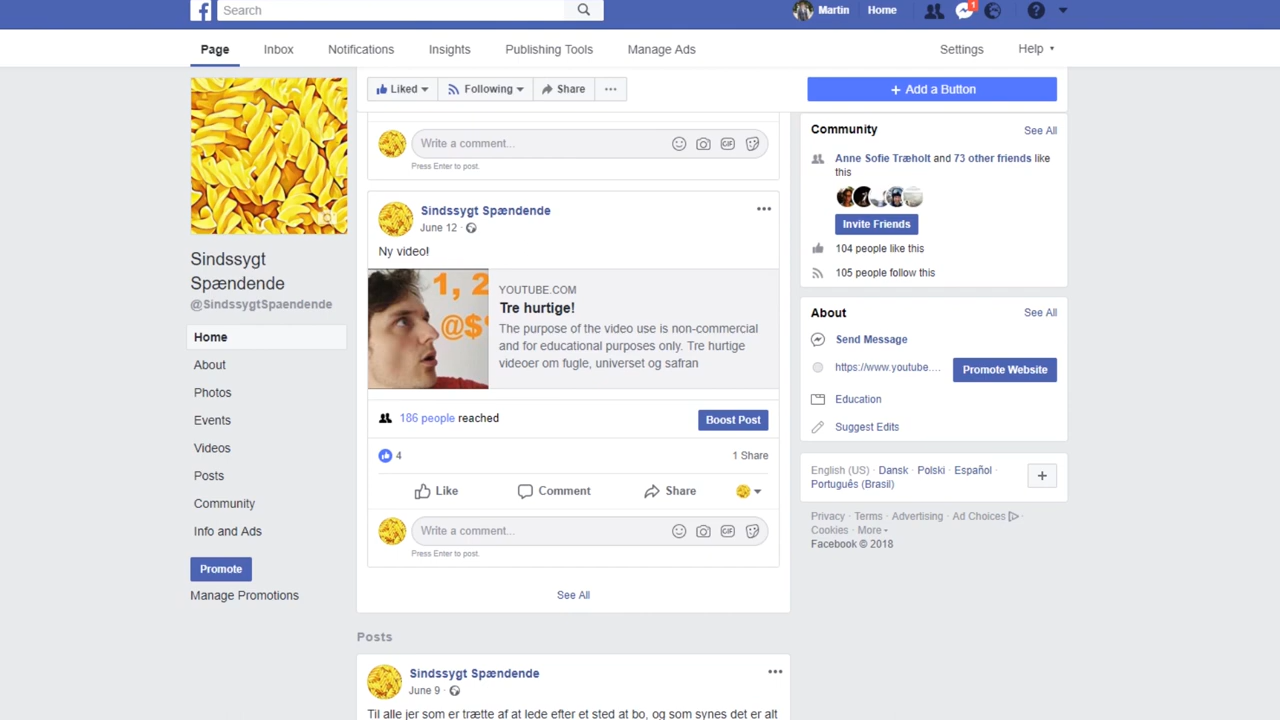 Search
Martin
Home
1
Page
Inbox
Notifications
Insights
Publishing Tools
Manage Ads
Settings
Help
Liked
Following
Share
+ Add a Button
Sindssygt
Spændende
@SindssygtSpaendende
Home
About
Photos
Events
Videos
Posts
Community
Info and Ads
Promote
Manage Promotions
Write a comment...
GIF
Press Enter to post.
Sindssygt Spændende
June 12
Ny video!
1, 2
@$
YOUTUBE.COM
Tre hurtige!
The purpose of the video use is non-commercial
and for educational purposes only. Tre hurtige
videoer om fugle, universet og safran
186 people reached
Boost Post
4
1 Share
Like
Comment
Share
Write a comment...
GIF
Press Enter to post.
See All
Posts
Sindssygt Spændende
June 9
Til alle jer som er trætte af at lede efter et sted at bo, og som synes det er alt
Community
See All
Anne Sofie Træholt and 73 other friends like
this
Invite Friends
104 people like this
105 people follow this
About
See All
Send Message
https://www.youtube....
Promote Website
Education
Suggest Edits
English (US) · Dansk · Polski · Español ·
Português (Brasil)
Privacy · Terms · Advertising · Ad Choices ·
Cookies · More
Facebook © 2018